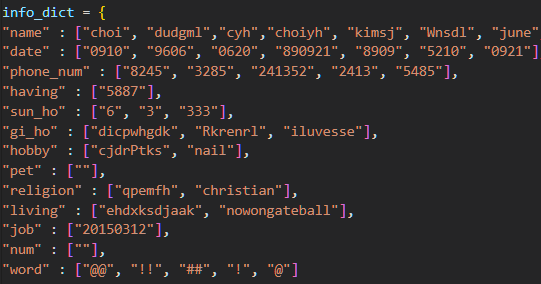 info_dict = {
"name" : ["choi", "dudgml","cyh","choiyh", "kimsj", "Wnsdl", "june"
"date" : ["0910", "9606", "0620", "890921", "8909", "5210", "0921"]
"phone_num" : ["8245", "3285", "241352", "2413", "5485"],
"having" : ["5887"],
"sun_ho" : ["6", "3", "333"],
"gi_ho" : ["dicpwhgdk", "Rkrenrl", "iluvesse"],
"hobby" : ["cjdrPtks", "nail"],
"pet" : [""],
"religion" : ["qpemfh", "christian"],
"living" : ["ehdxksdjaak", "nowongateball"],
"job" : ["20150312"],
"num" : [""],
"word" : ["@@", "!!", "##", "!", "@"]